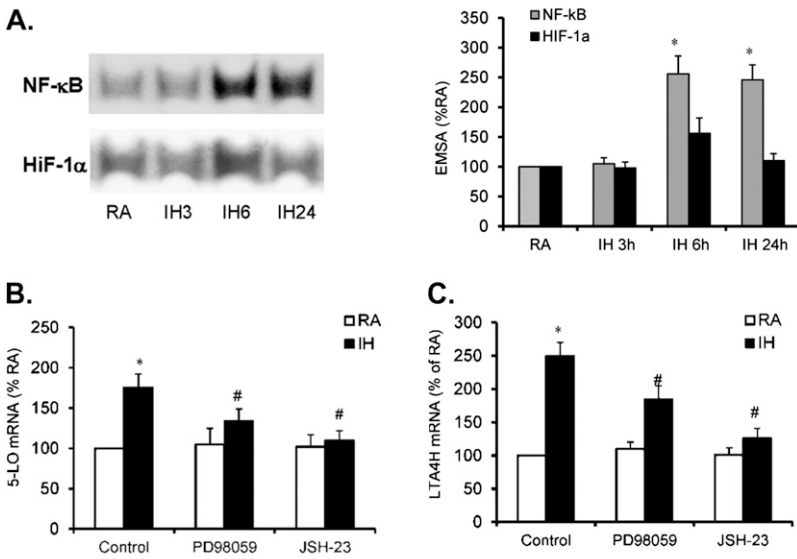 A.
NF-κB
HiF-1α
RA IH3 IH6 IH24
NF-kB
HIF-1a
EMSA (%RA)
350
300
250
200
150
100
50
0
* *
RA IH 3h IH 6h IH 24h
B.
RA
IH
5-LO mRNA (% RA)
250
200
150
100
50
0
* # #
Control PD98059 JSH-23
C.
RA
IH
LTA4H mRNA (% of RA)
300
250
200
150
100
50
0
* # #
Control PD98059 JSH-23